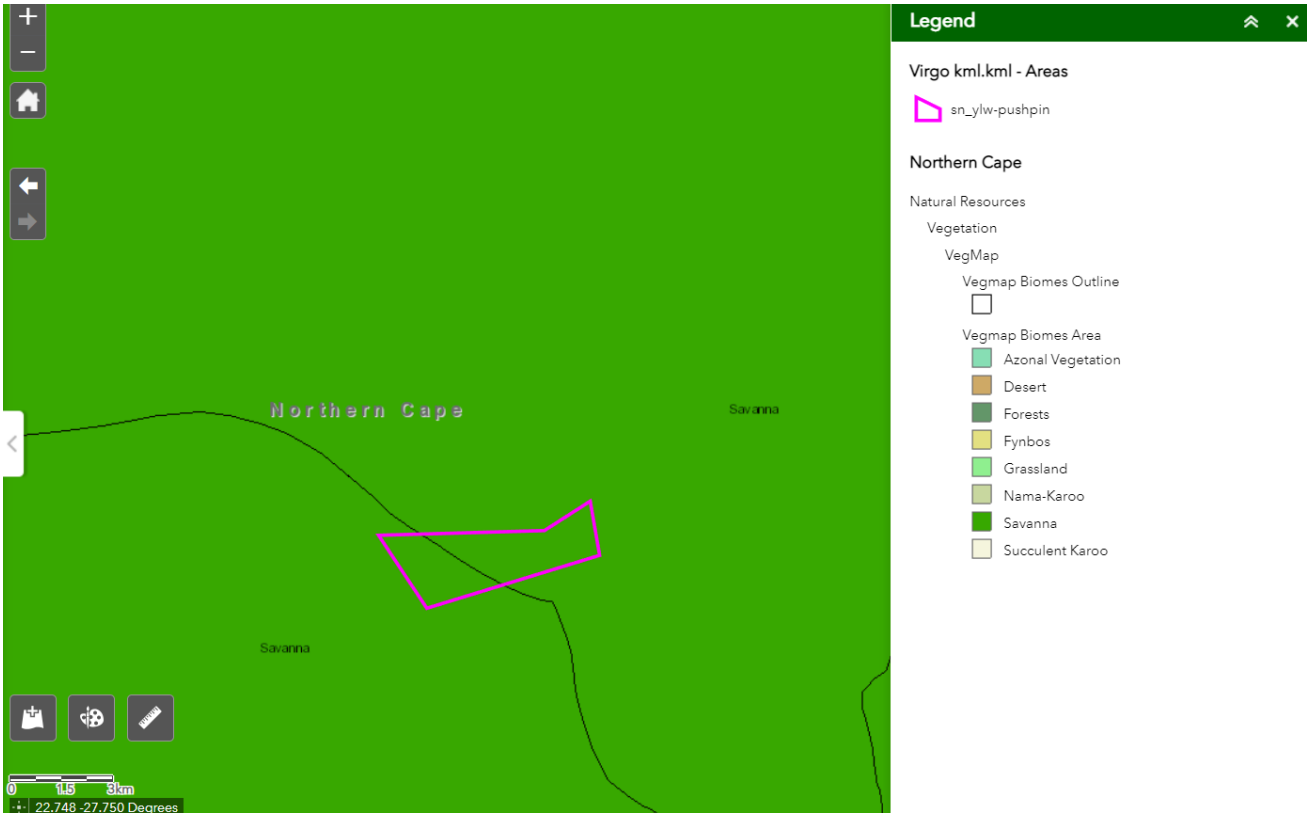 +
−
Northern Cape
Savanna
Savanna
0 1.5 3km
22.748 -27.750 Degrees
Legend
Virgo kml.kml - Areas
sn_ylw-pushpin
Northern Cape
Natural Resources
Vegetation
VegMap
Vegmap Biomes Outline
Vegmap Biomes Area
Azonal Vegetation
Desert
Forests
Fynbos
Grassland
Nama-Karoo
Savanna
Succulent Karoo